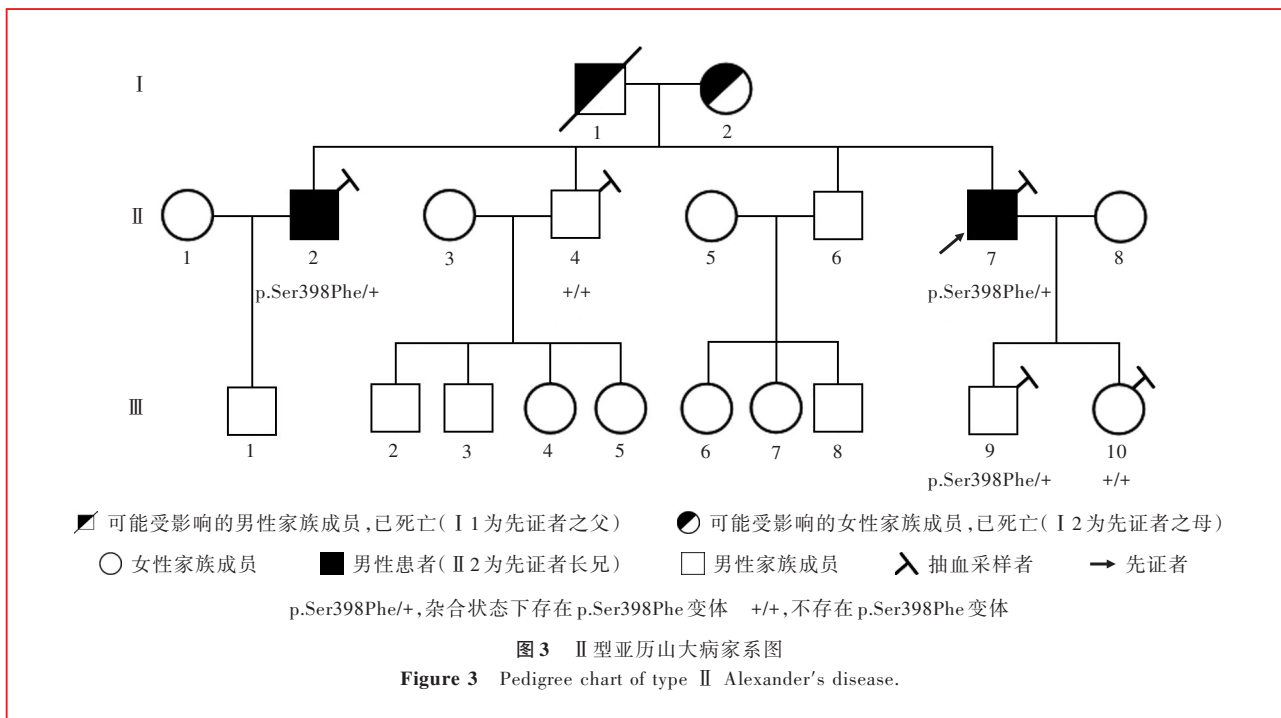 Ⅰ
1 2
Ⅱ
1 2 3 4 5 6 7 8
p.Ser398Phe/+ +/+ p.Ser398Phe/+
Ⅲ
1 2 3 4 5 6 7 8 9 10
p.Ser398Phe/+ +/+
可能受影响的男性家族成员,已死亡(Ⅰ1为先证者之父) 可能受影响的女性家族成员,已死亡(Ⅰ2为先证者之母)
女性家族成员 男性患者(Ⅱ2为先证者长兄) 男性家族成员 抽血采样者 先证者
p.Ser398Phe/+,杂合状态下存在p.Ser398Phe变体 +/+,不存在p.Ser398Phe变体
图3 Ⅱ型亚历山大病家系图
Figure 3 Pedigree chart of type Ⅱ Alexander's disease.